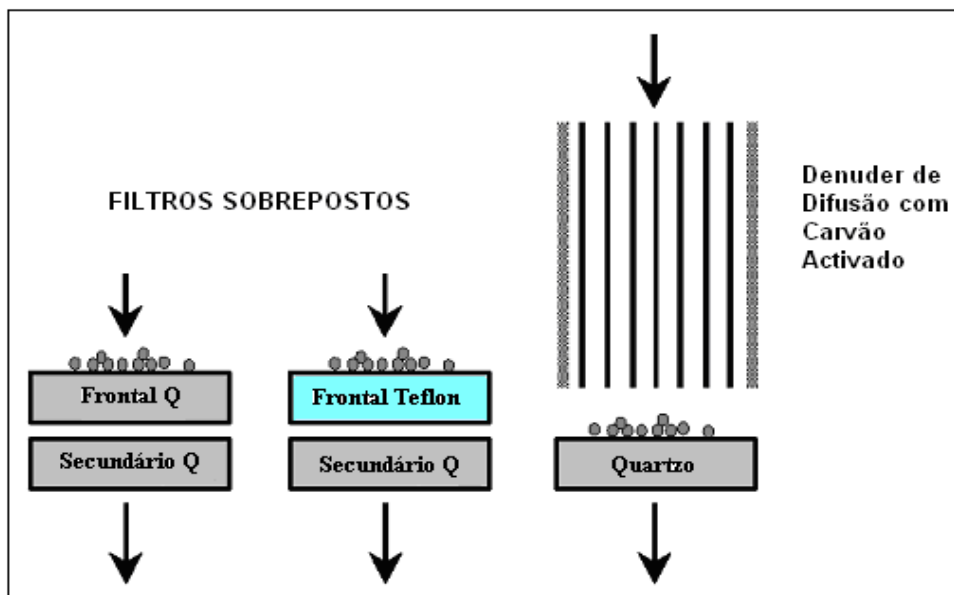 FILTROS SOBREPOSTOS
Denuder de
Difusão com
Carvão
Activado
Frontal Q
Secundário Q
Frontal Teflon
Secundário Q
Quartzo